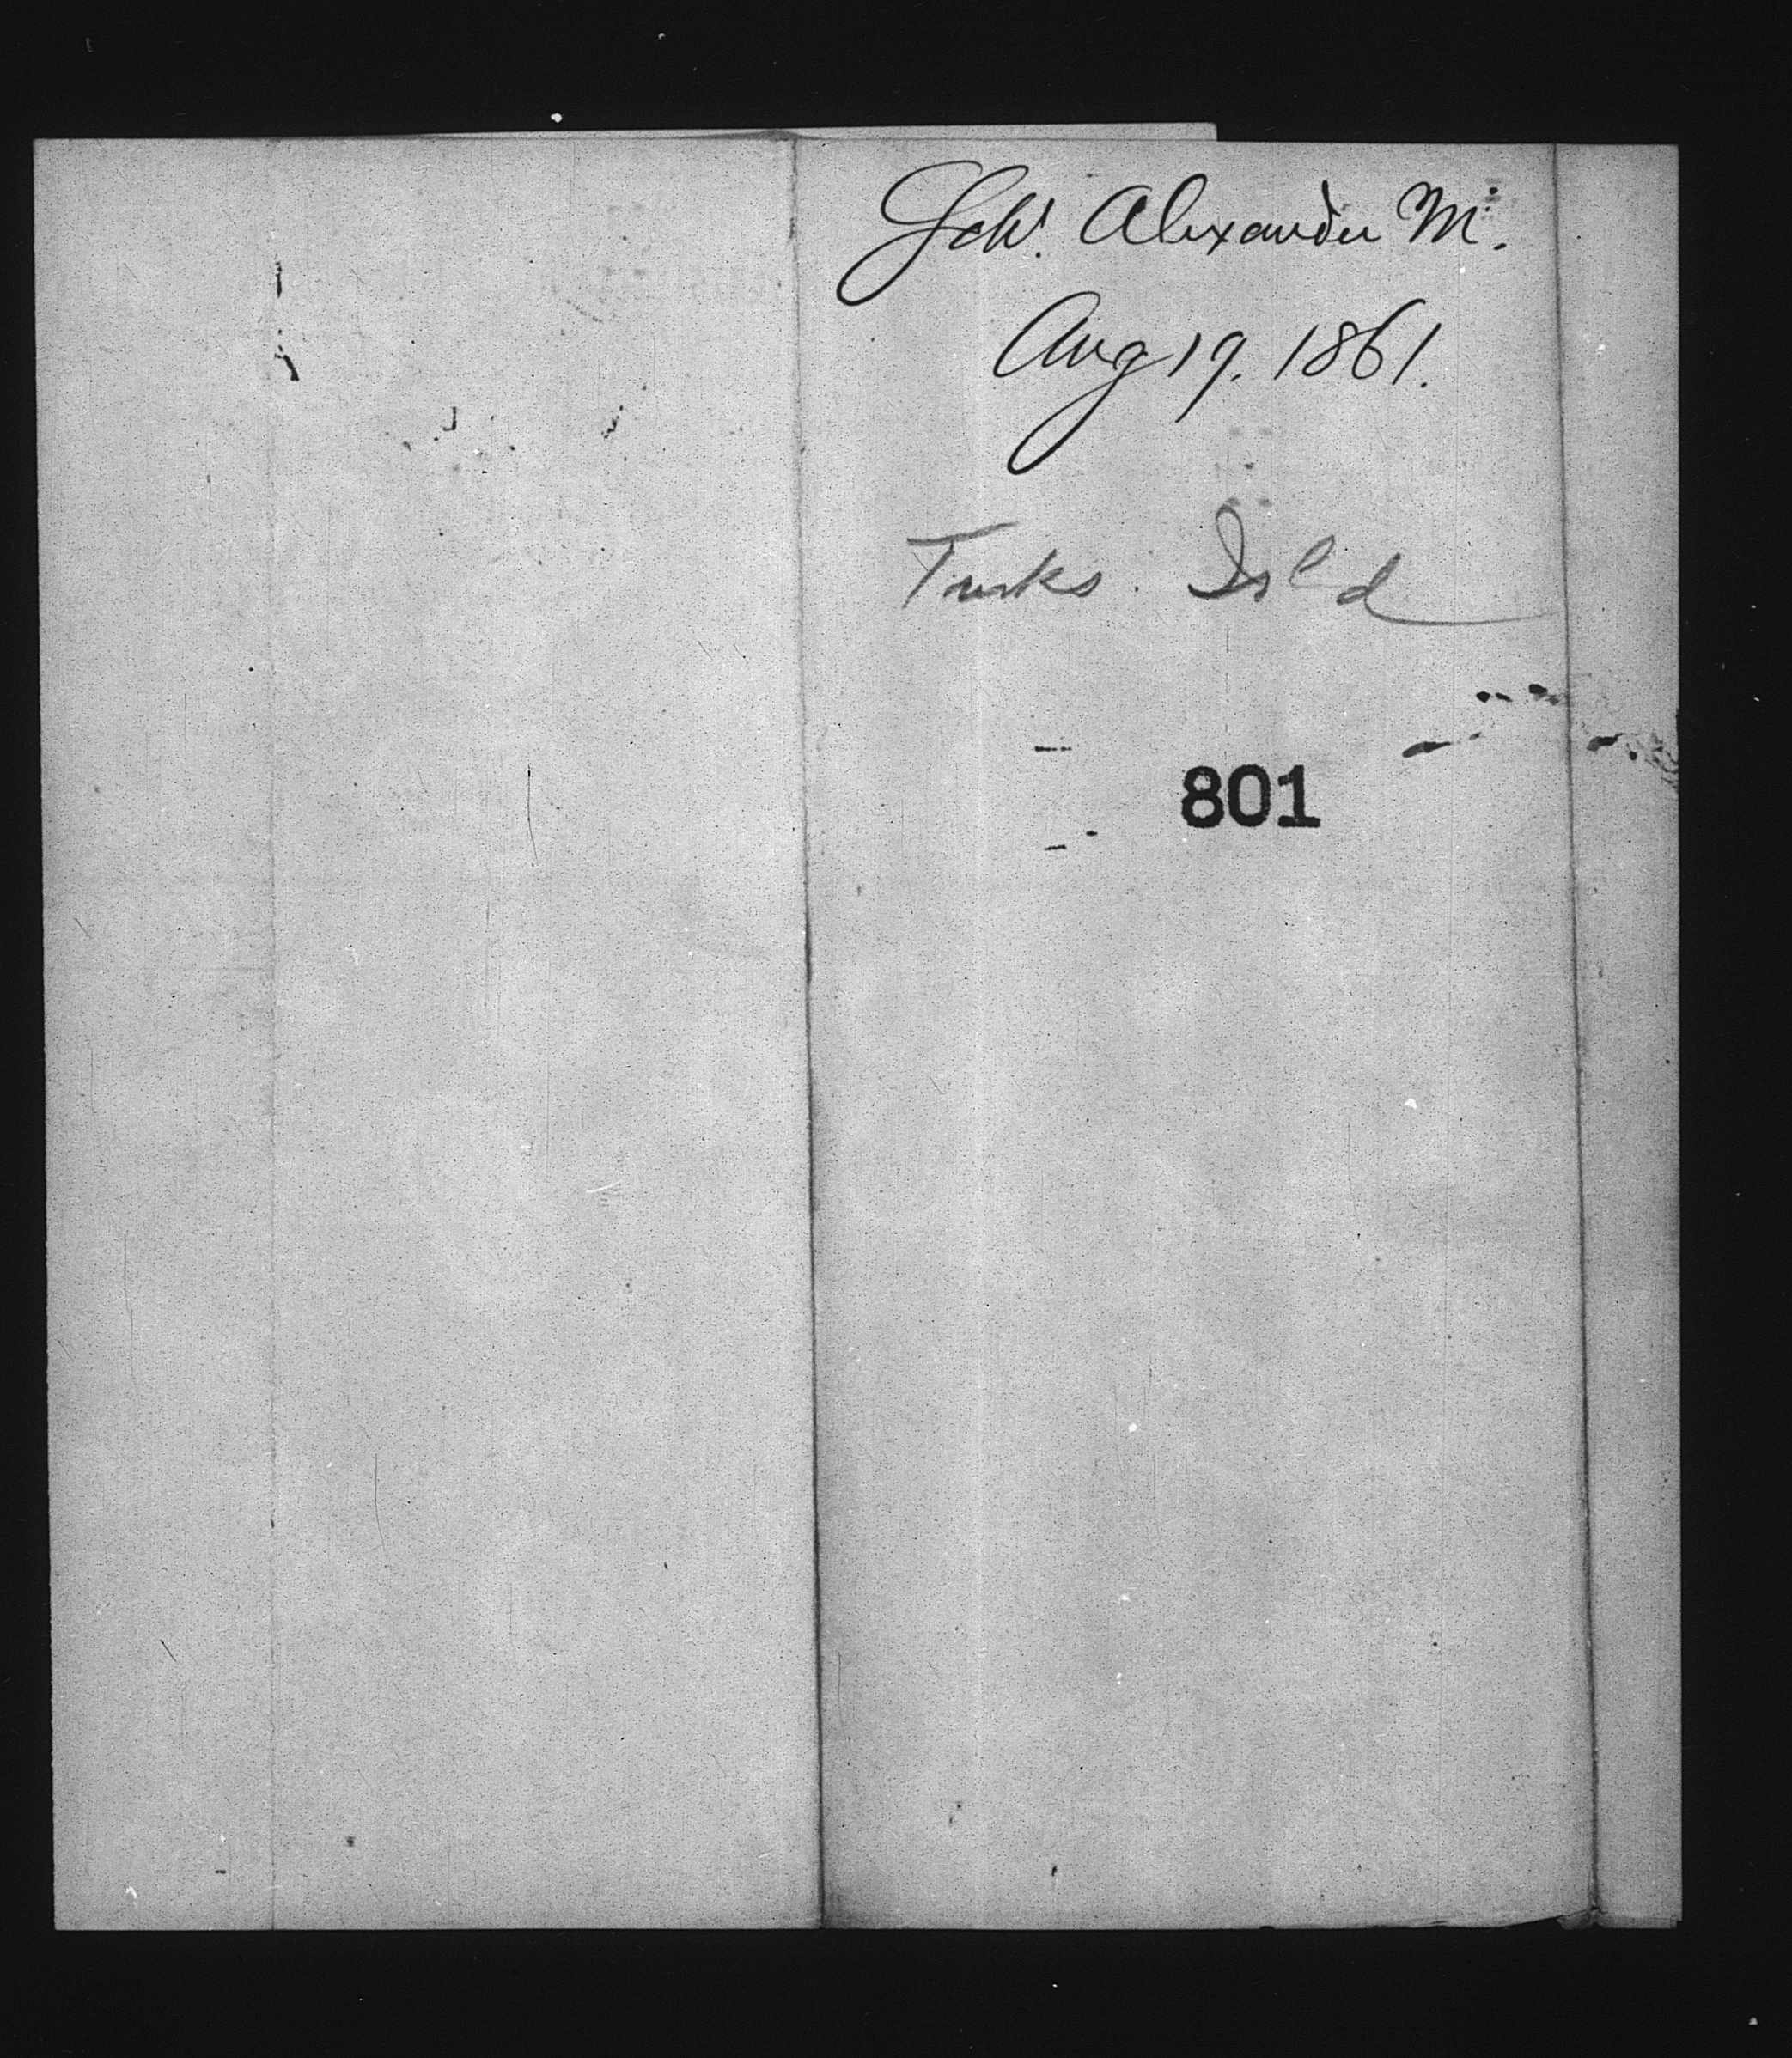 Schr. Alexander M.
Aug 19. 1861.
Turks. Isld
801